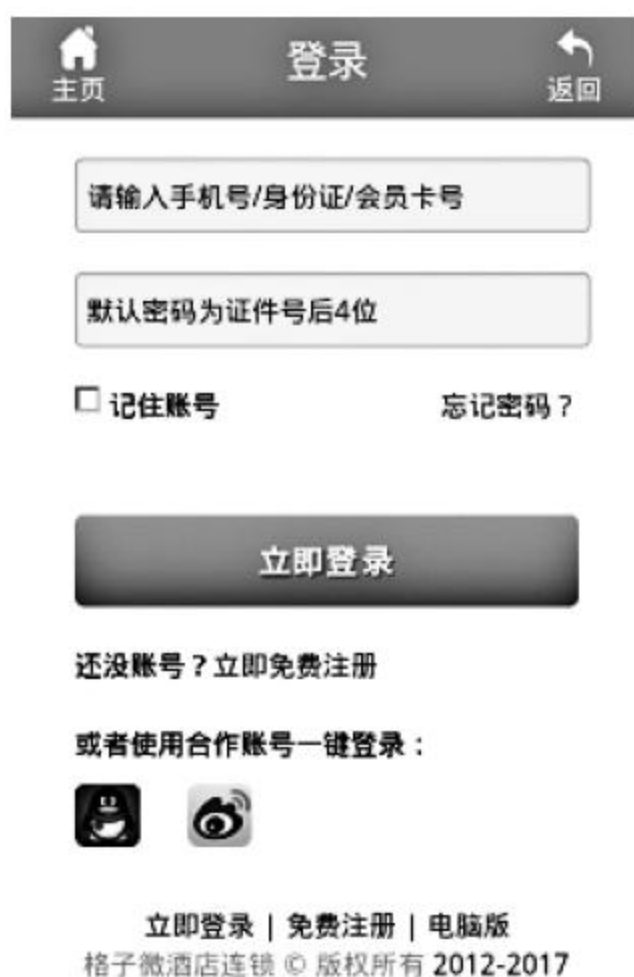 登录
主页
返回
请输入手机号/身份证/会员卡号
默认密码为证件号后4位
记住账号 忘记密码？
立即登录
还没账号？立即免费注册
或者使用合作账号一键登录：
立即登录 | 免费注册 | 电脑版
格子微酒店连锁 © 版权所有 2012-2017